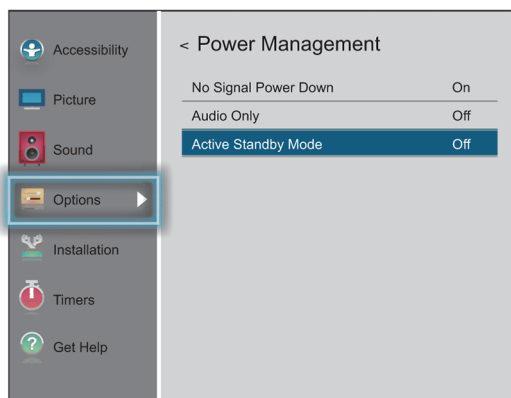 Accessibility
Picture
Sound
Options
Installation
Timers
Get Help
< Power Management
No Signal Power Down On
Audio Only Off
Active Standby Mode Off
?